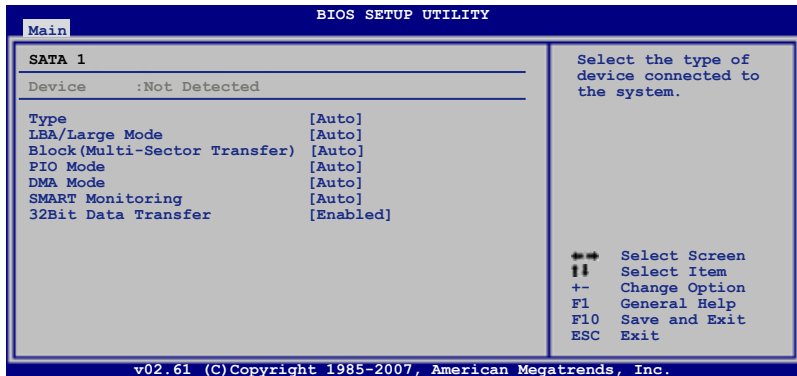 BIOS SETUP UTILITY
Main
SATA 1
Device :Not Detected
Type [Auto]
LBA/Large Mode [Auto]
Block(Multi-Sector Transfer) [Auto]
PIO Mode [Auto]
DMA Mode [Auto]
SMART Monitoring [Auto]
32Bit Data Transfer [Enabled]
Select the type of
device connected to
the system.
Select Screen
Select Item
+- Change Option
F1 General Help
F10 Save and Exit
ESC Exit
v02.61 (C)Copyright 1985-2007, American Megatrends, Inc.